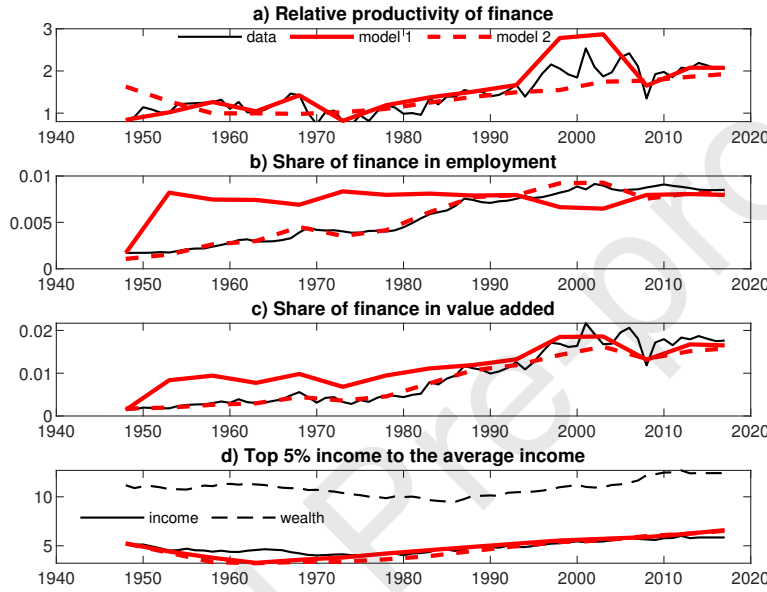 a) Relative productivity of finance
data model 1 model 2
3
2
1
1940 1950 1960 1970 1980 1990 2000 2010 2020
b) Share of finance in employment
0.01
0.005
0
1940 1950 1960 1970 1980 1990 2000 2010 2020
c) Share of finance in value added
0.02
0.01
0
1940 1950 1960 1970 1980 1990 2000 2010 2020
d) Top 5% income to the average income
10
income wealth
5
1940 1950 1960 1970 1980 1990 2000 2010 2020
Pre-pro